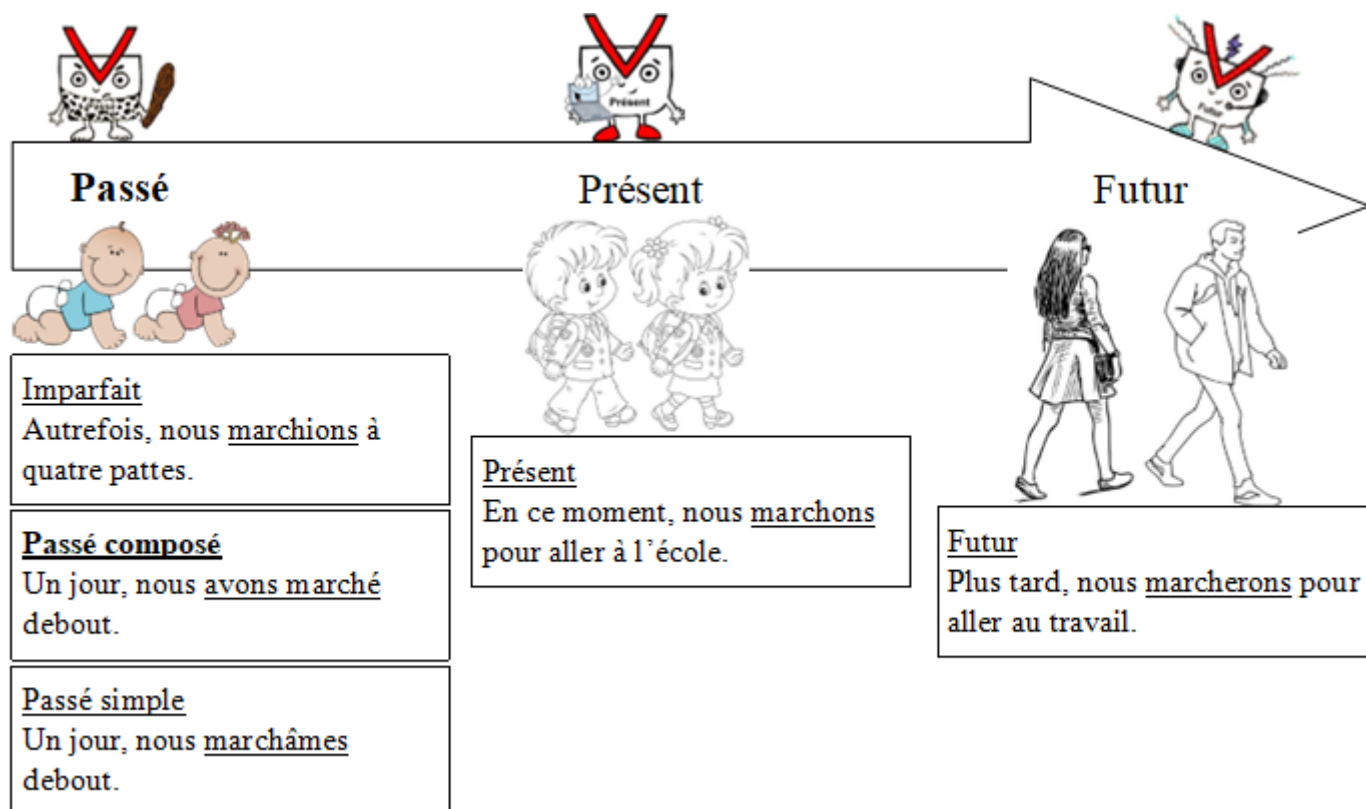 Présent
Futur
Passé
Présent
Futur
Imparfait
Autrefois, nous marchions à
quatre pattes.
Passé composé
Un jour, nous avons marché
debout.
Passé simple
Un jour, nous marchâmes
debout.
Présent
En ce moment, nous marchons
pour aller à l’école.
Futur
Plus tard, nous marcherons pour
aller au travail.